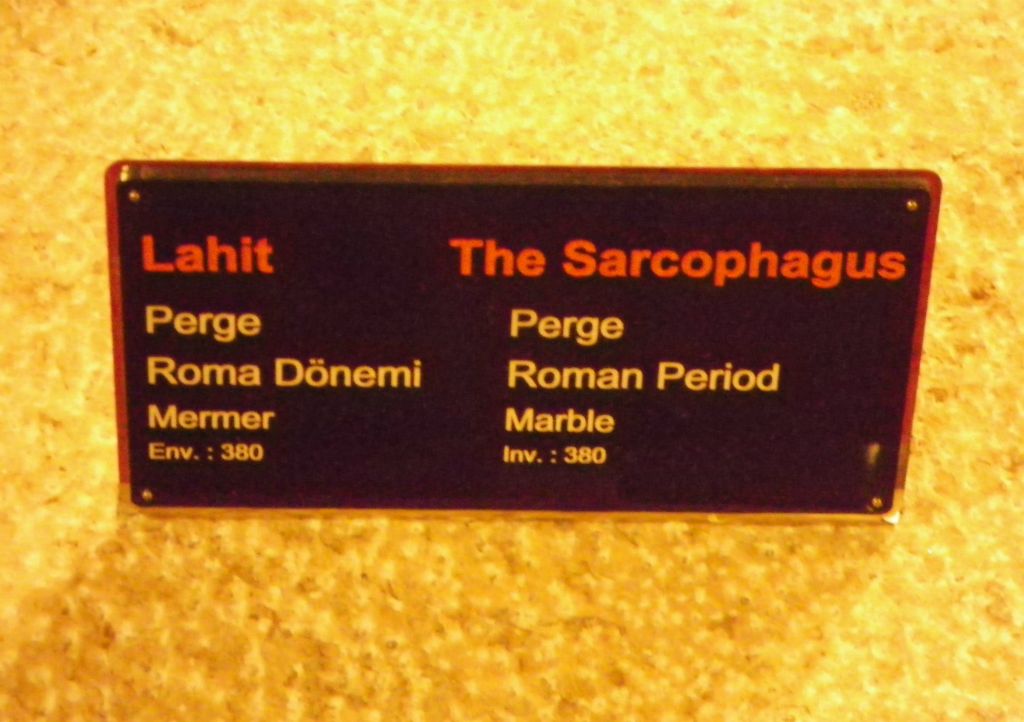 Lahit
Perge
Roma Dönemi
Mermer
Env. : 380
The Sarcophagus
Perge
Roman Period
Marble
Inv. : 380